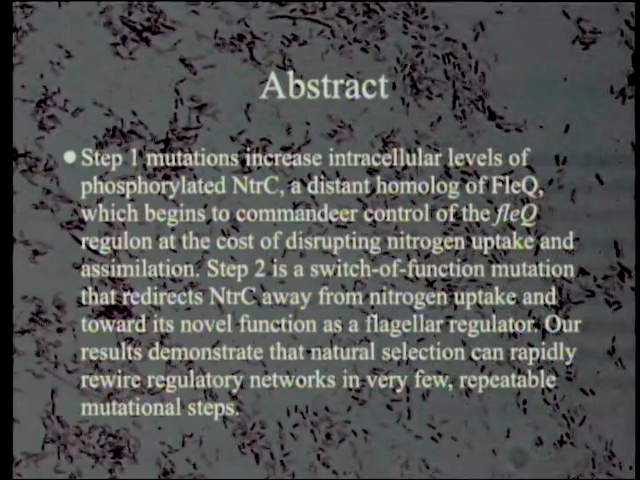 Abstract
Step 1 mutations increase intracellular levels of
phosphorylated NtrC, a distant homolog of FleQ,
which begins to commandeer control of the fleQ
regulon at the cost of disrupting nitrogen uptake and
assimilation. Step 2 is a switch-of-function mutation
that redirects NtrC away from nitrogen uptake and
toward its novel function as a flagellar regulator. Our
results demonstrate that natural selection can rapidly
rewire regulatory networks in very few, repeatable
mutational steps.